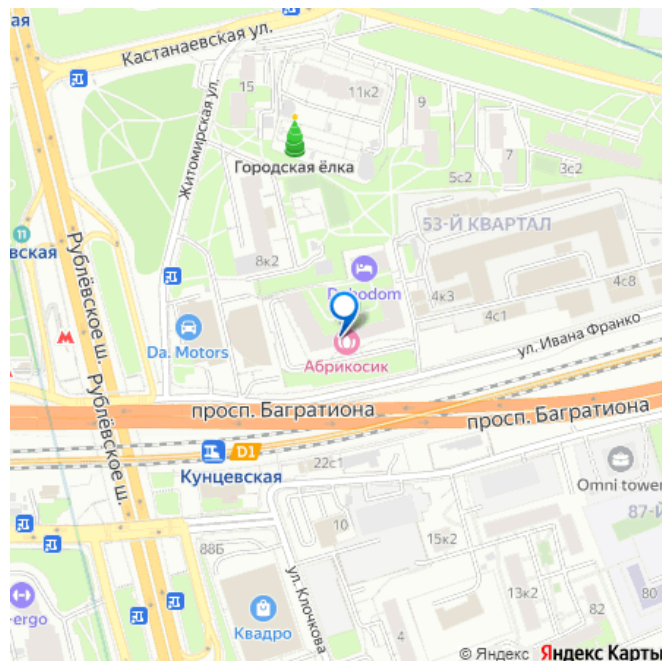 ская
Кастанаевская ул.
15
11к2
9
Житомирская ул.
Городская ёлка
7
5с2
3с2
53-Й КВАРТАЛ
11
вская
Рублёвское ш.
8к2
4к3
4с8
4с1
Da. Motors
Абрикосик
ул. Ивана Франко
Рублёвское ш.
просп. Багратиона
просп. Багратиона
D1
Кунцевская
22с1
Omni tower
10
87-Й
88Б
15к2
ул. Клочкова
13к2
80
82
-ergo
Квадро
4
© Яндекс Яндекс Карты